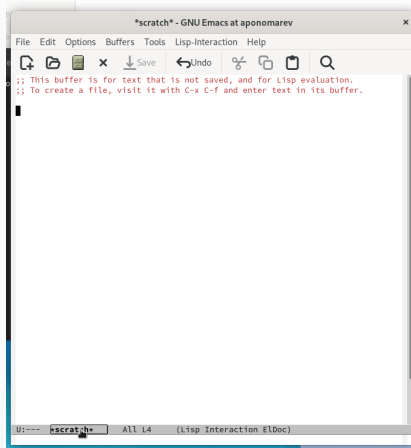 *scratch* - GNU Emacs at aponomarev ×
File Edit Options Buffers Tools Lisp-Interaction Help
Save Undo
;; This buffer is for text that is not saved, and for Lisp evaluation.
;; To create a file, visit it with C-x C-f and enter text in its buffer.
U:--- *scratch* All L4 (Lisp Interaction ElDoc)